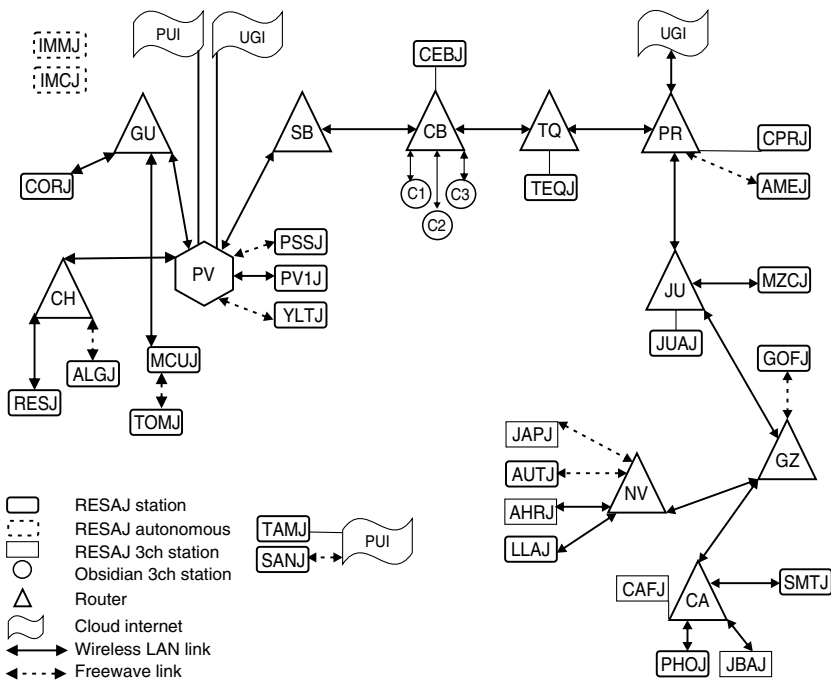 IMMJ
IMCJ
PUI
UGI
UGI
CEBJ
GU
SB
CB
TQ
PR
CPRJ
CORJ
C1
C3
C2
TEQJ
AMEJ
PSSJ
PV
PV1J
YLTJ
CH
JU
MZCJ
JUAJ
MCUJ
ALGJ
RESJ
TOMJ
GOFJ
JAPJ
AUTJ
NV
GZ
AHRJ
LLAJ
RESAJ station
RESAJ autonomous
RESAJ 3ch station
Obsidian 3ch station
Router
Cloud internet
Wireless LAN link
Freewave link
TAMJ
SANJ
PUI
CAFJ
CA
SMTJ
PHOJ
JBAJ